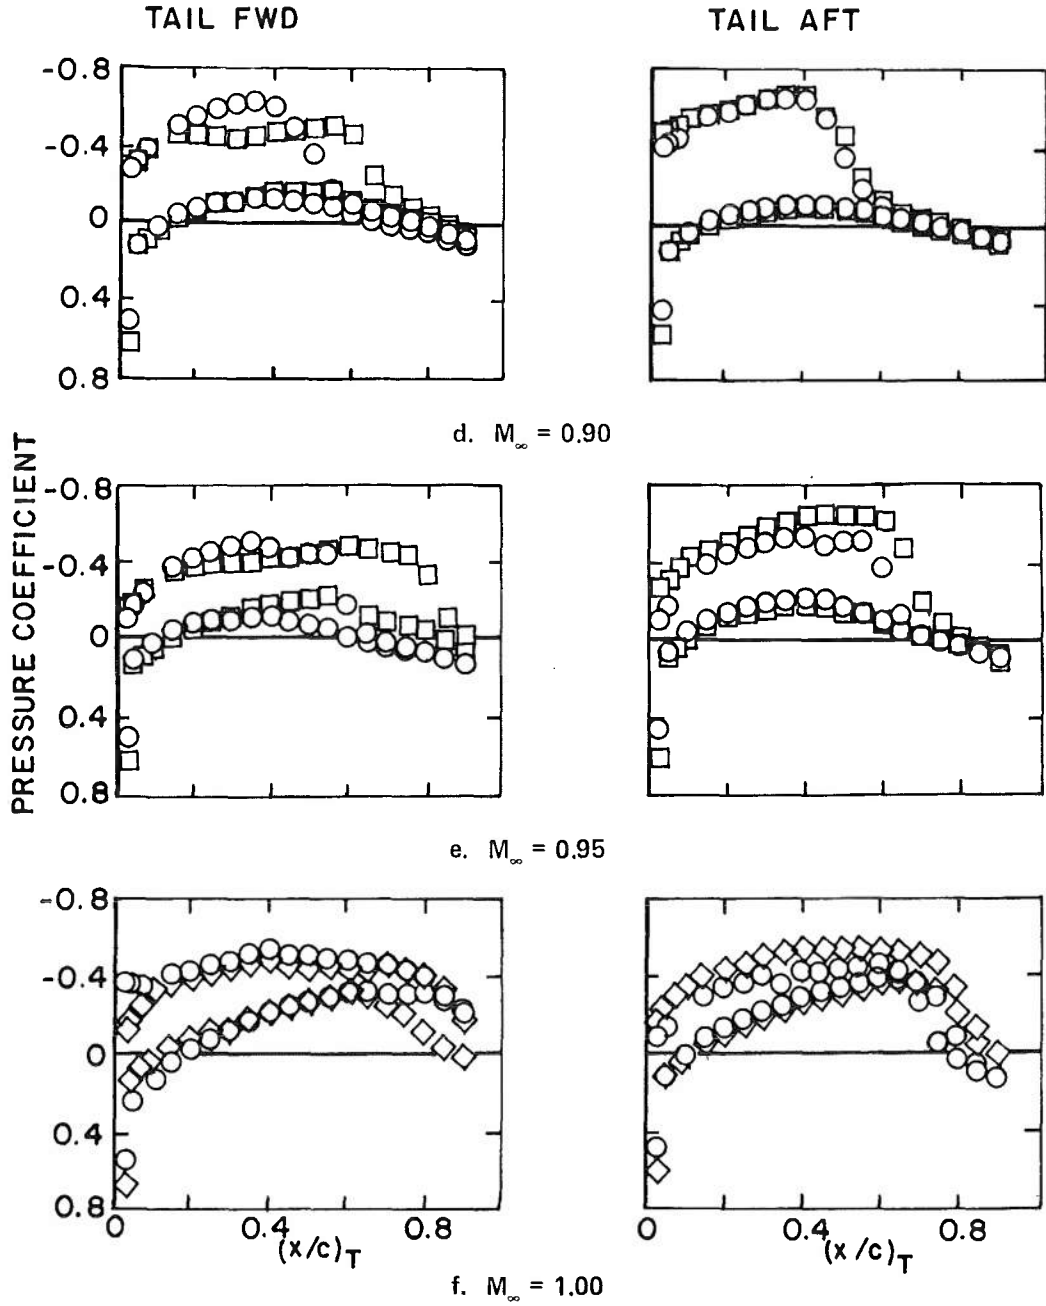 TAIL FWD
TAIL AFT
-0.8
-0.4
0
0.4
0.8
d. M∞ = 0.90
PRESSURE COEFFICIENT
-0.8
-0.4
0
0.4
0.8
e. M∞ = 0.95
-0.8
-0.4
0
0.4
0.8
0 0.4 0.8
(x/c)T
0 0.4 0.8
(x/c)T
f. M∞ = 1.00